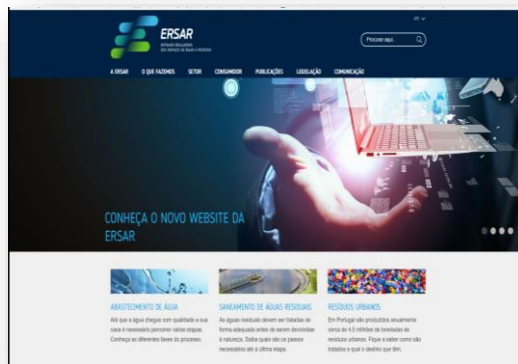 PT
ERSAR
ENTIDADE REGULADORA
DOS SERVIÇOS DE ÁGUAS E RESÍDUOS
Procurar aqui...
A ERSAR O QUE FAZEMOS SETOR CONSUMIDOR PUBLICAÇÕES LEGISLAÇÃO COMUNICAÇÃO
CONHEÇA O NOVO WEBSITE DA
ERSAR
ABASTECIMENTO DE ÁGUA
Até que a água chegue com qualidade a sua
casa é necessário percorrer várias etapas.
Conheça as diferentes fases do processo.
SANEAMENTO DE ÁGUAS RESIDUAIS
As águas residuais devem ser tratadas de
forma adequada antes de serem devolvidas
à natureza. Saiba quais são os passos
necessários até à última etapa.
RESÍDUOS URBANOS
Em Portugal são produzidos anualmente
cerca de 4,5 milhões de toneladas de
resíduos urbanos. Fique a saber como são
tratados e qual o destino que têm.